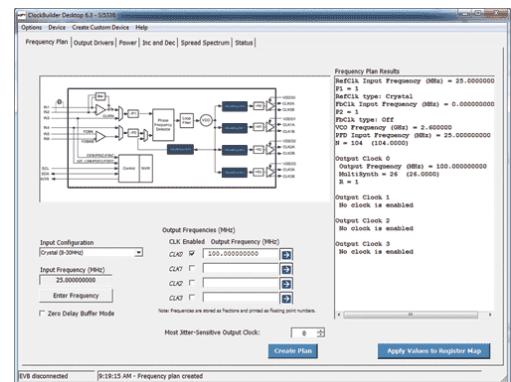 ClockBuilder Desktop 6.3 - Si5338
Options Device Create Custom Device Help
Frequency Plan Output Drivers Power Inc and Dec Spread Spectrum Status
Frequency Plan Results
RefClk Input Frequency (MHz) = 25.0000000
P1 = 1
RefClk type: Crystal
FbClk Input Frequency (MHz) = 0.0000000
P2 = 1
FbClk type: Off
VCO Frequency (GHz) = 2.600000
PFD Input Frequency (MHz) = 25.00000000
N = 104 (104.0000)
Output Clock 0
Output Frequency (MHz) = 100.0000000
MultiSynth = 26 (26.0000)
R = 1
Output Clock 1
No clock is enabled
Output Clock 2
No clock is enabled
Output Clock 3
No clock is enabled
Phase
Frequency
Detector
Loop
Filter
VCO
Control
NVM
Input Configuration
Crystal (8-30MHz)
Input Frequency (MHz)
25.00000000
Enter Frequency
Zero Delay Buffer Mode
Output Frequencies (MHz)
CLK Enabled Output Frequency (MHz)
CLK0 100.000000000
CLK1
CLK2
CLK3
Note: Frequencies are stored as fractions and printed as floating point numbers.
Most Jitter-Sensitive Output Clock: 0
Create Plan
Apply Values to Register Map
EVB disconnected 9:19:15 AM - Frequency plan created